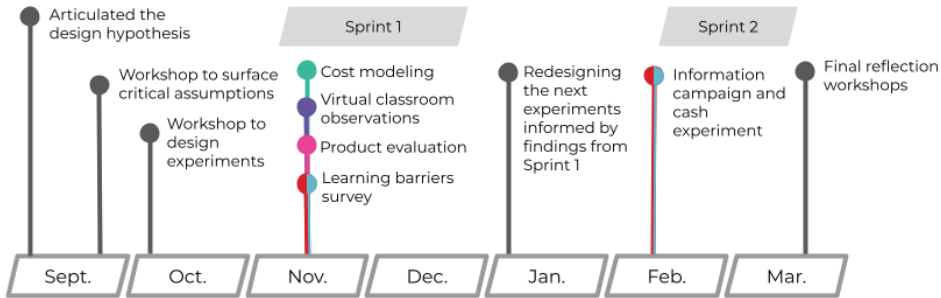 Articulated the
design hypothesis
Sprint 1
Sprint 2
Workshop to surface
critical assumptions
Workshop to
design
experiments
Cost modeling
Virtual classroom
observations
Product evaluation
Learning barriers
survey
Redesigning
the next
experiments
informed by
findings from
Sprint 1
Information
campaign and
cash
experiment
Final reflection
workshops
Sept.
Oct.
Nov.
Dec.
Jan.
Feb.
Mar.